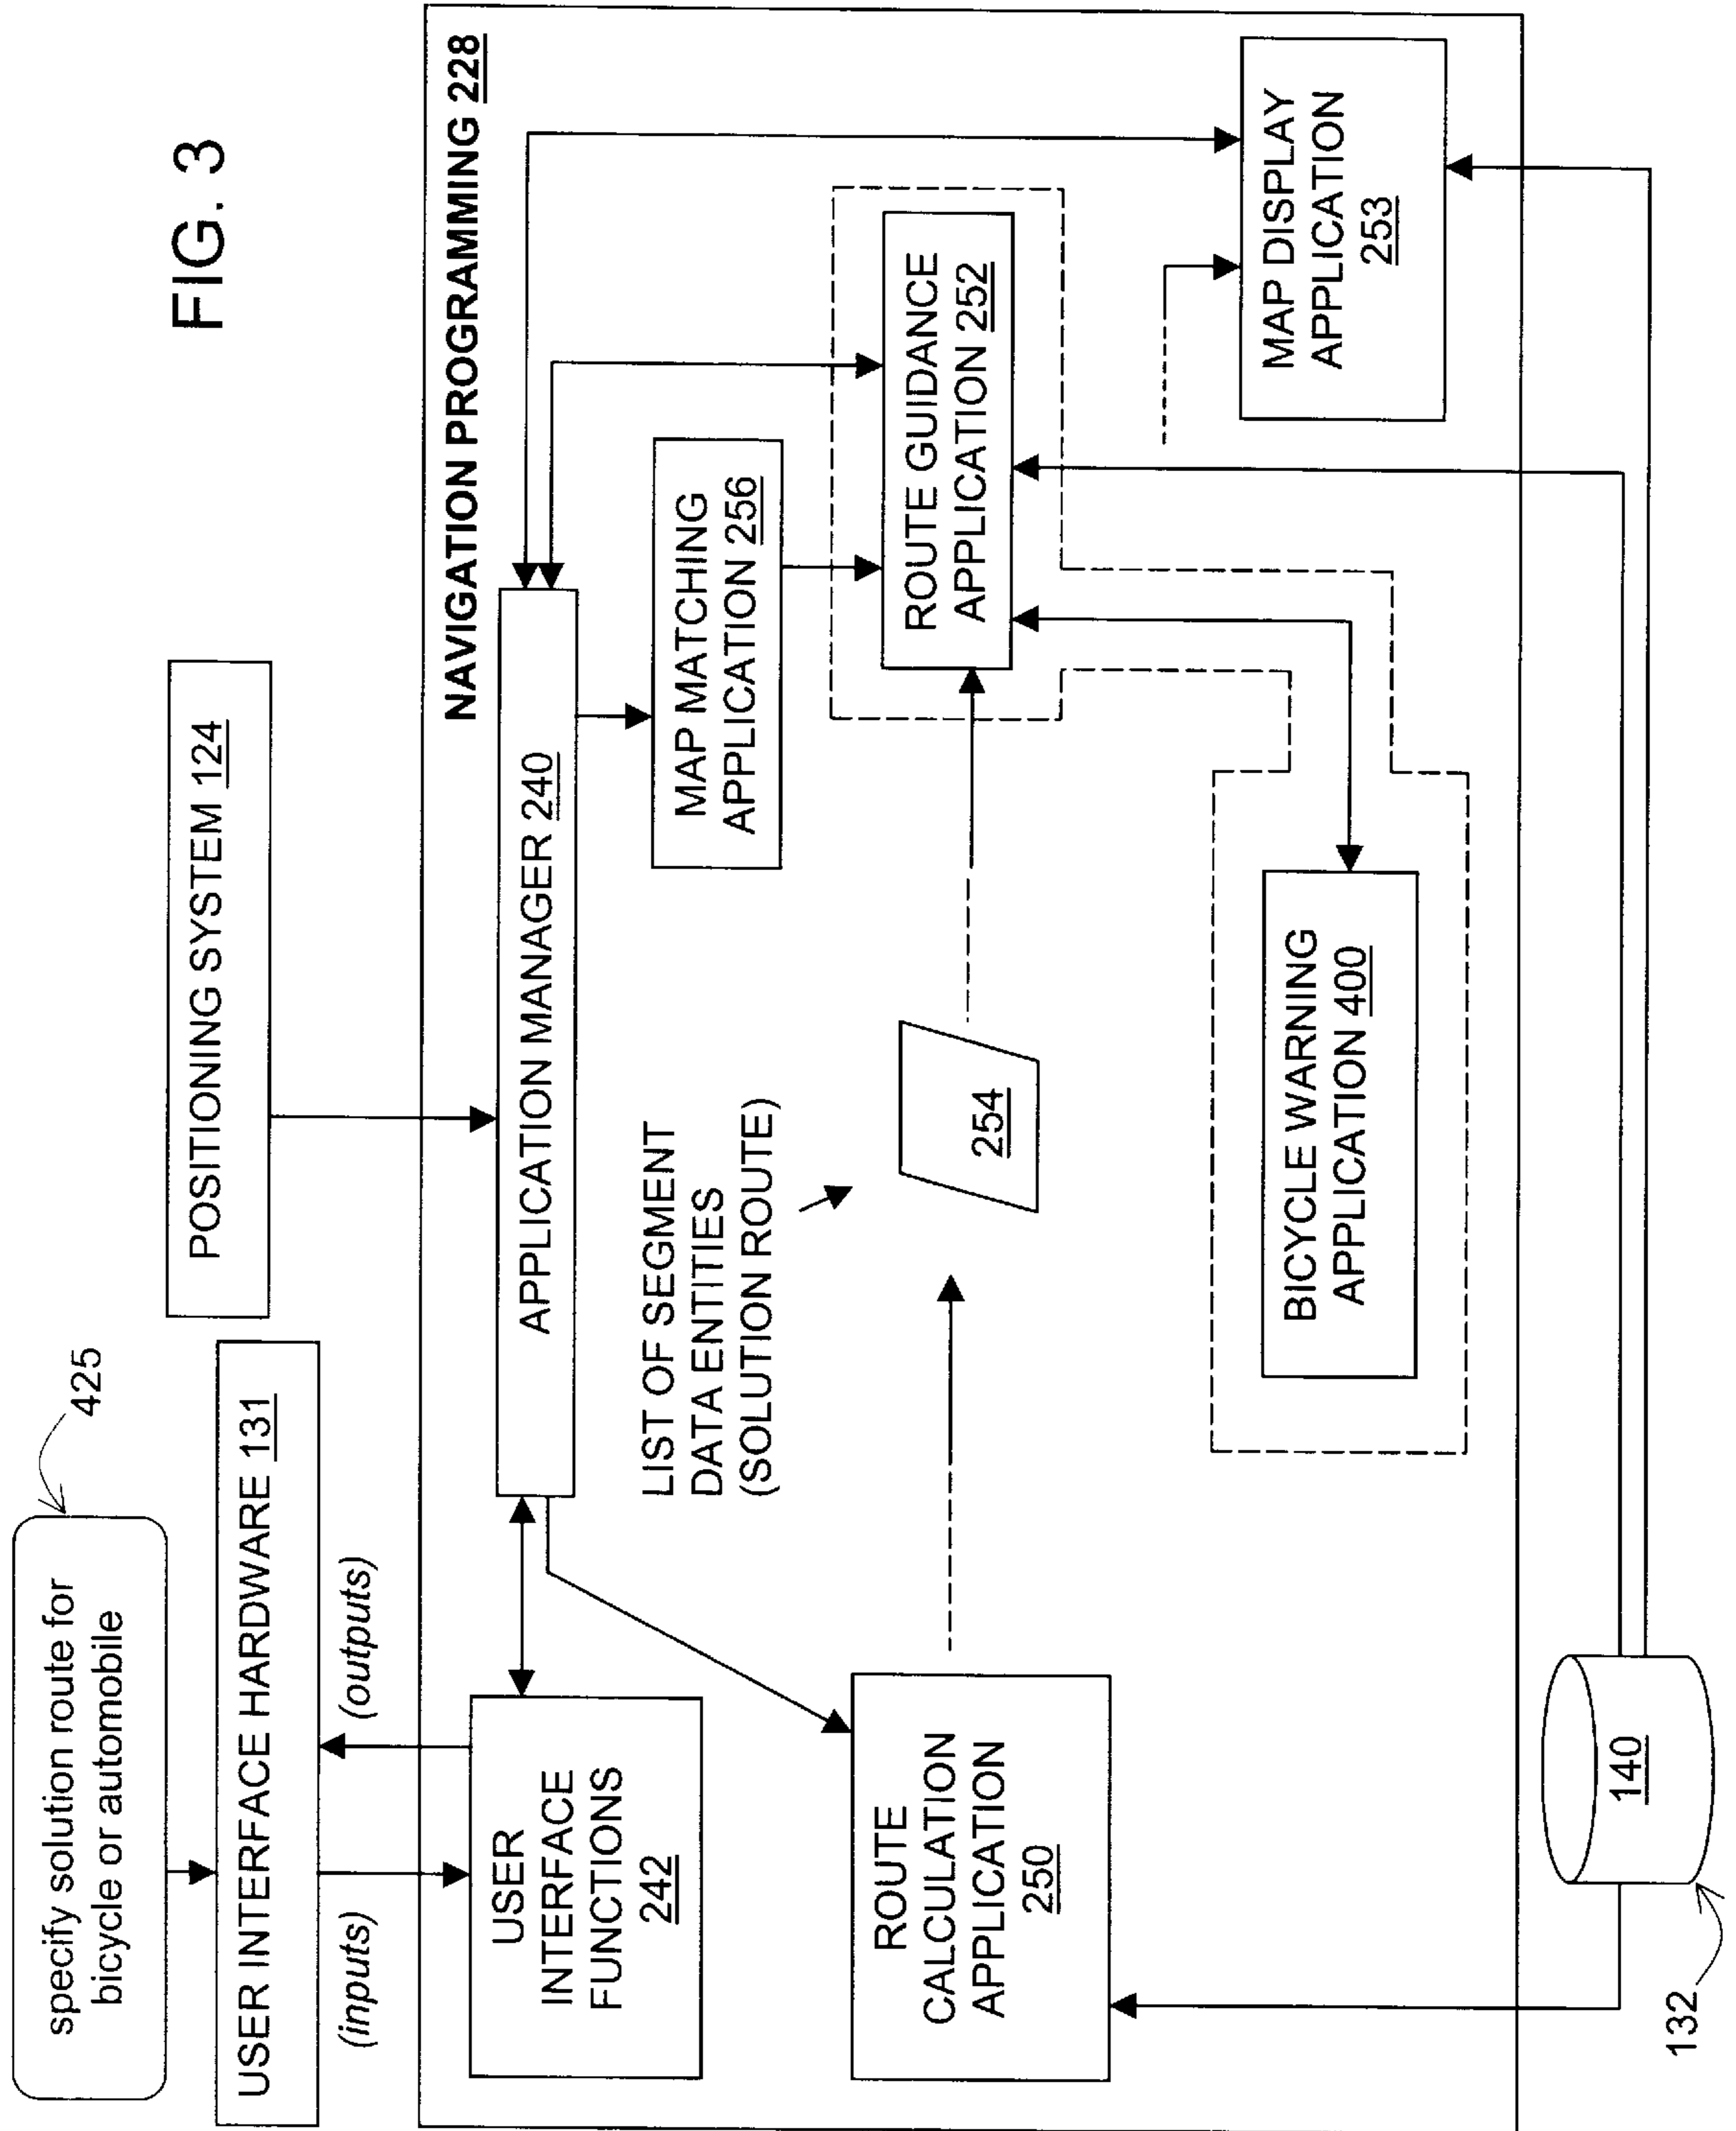 FIG. 3
specify solution route for
bicycle or automobile
425
USER INTERFACE HARDWARE 131
POSITIONING SYSTEM 124
(inputs)
(outputs)
NAVIGATION PROGRAMMING 228
USER
INTERFACE
FUNCTIONS
242
APPLICATION MANAGER 240
MAP MATCHING
APPLICATION 256
LIST OF SEGMENT
DATA ENTITIES
(SOLUTION ROUTE)
ROUTE
CALCULATION
APPLICATION
250
254
ROUTE GUIDANCE
APPLICATION 252
BICYCLE WARNING
APPLICATION 400
MAP DISPLAY
APPLICATION
253
140
132